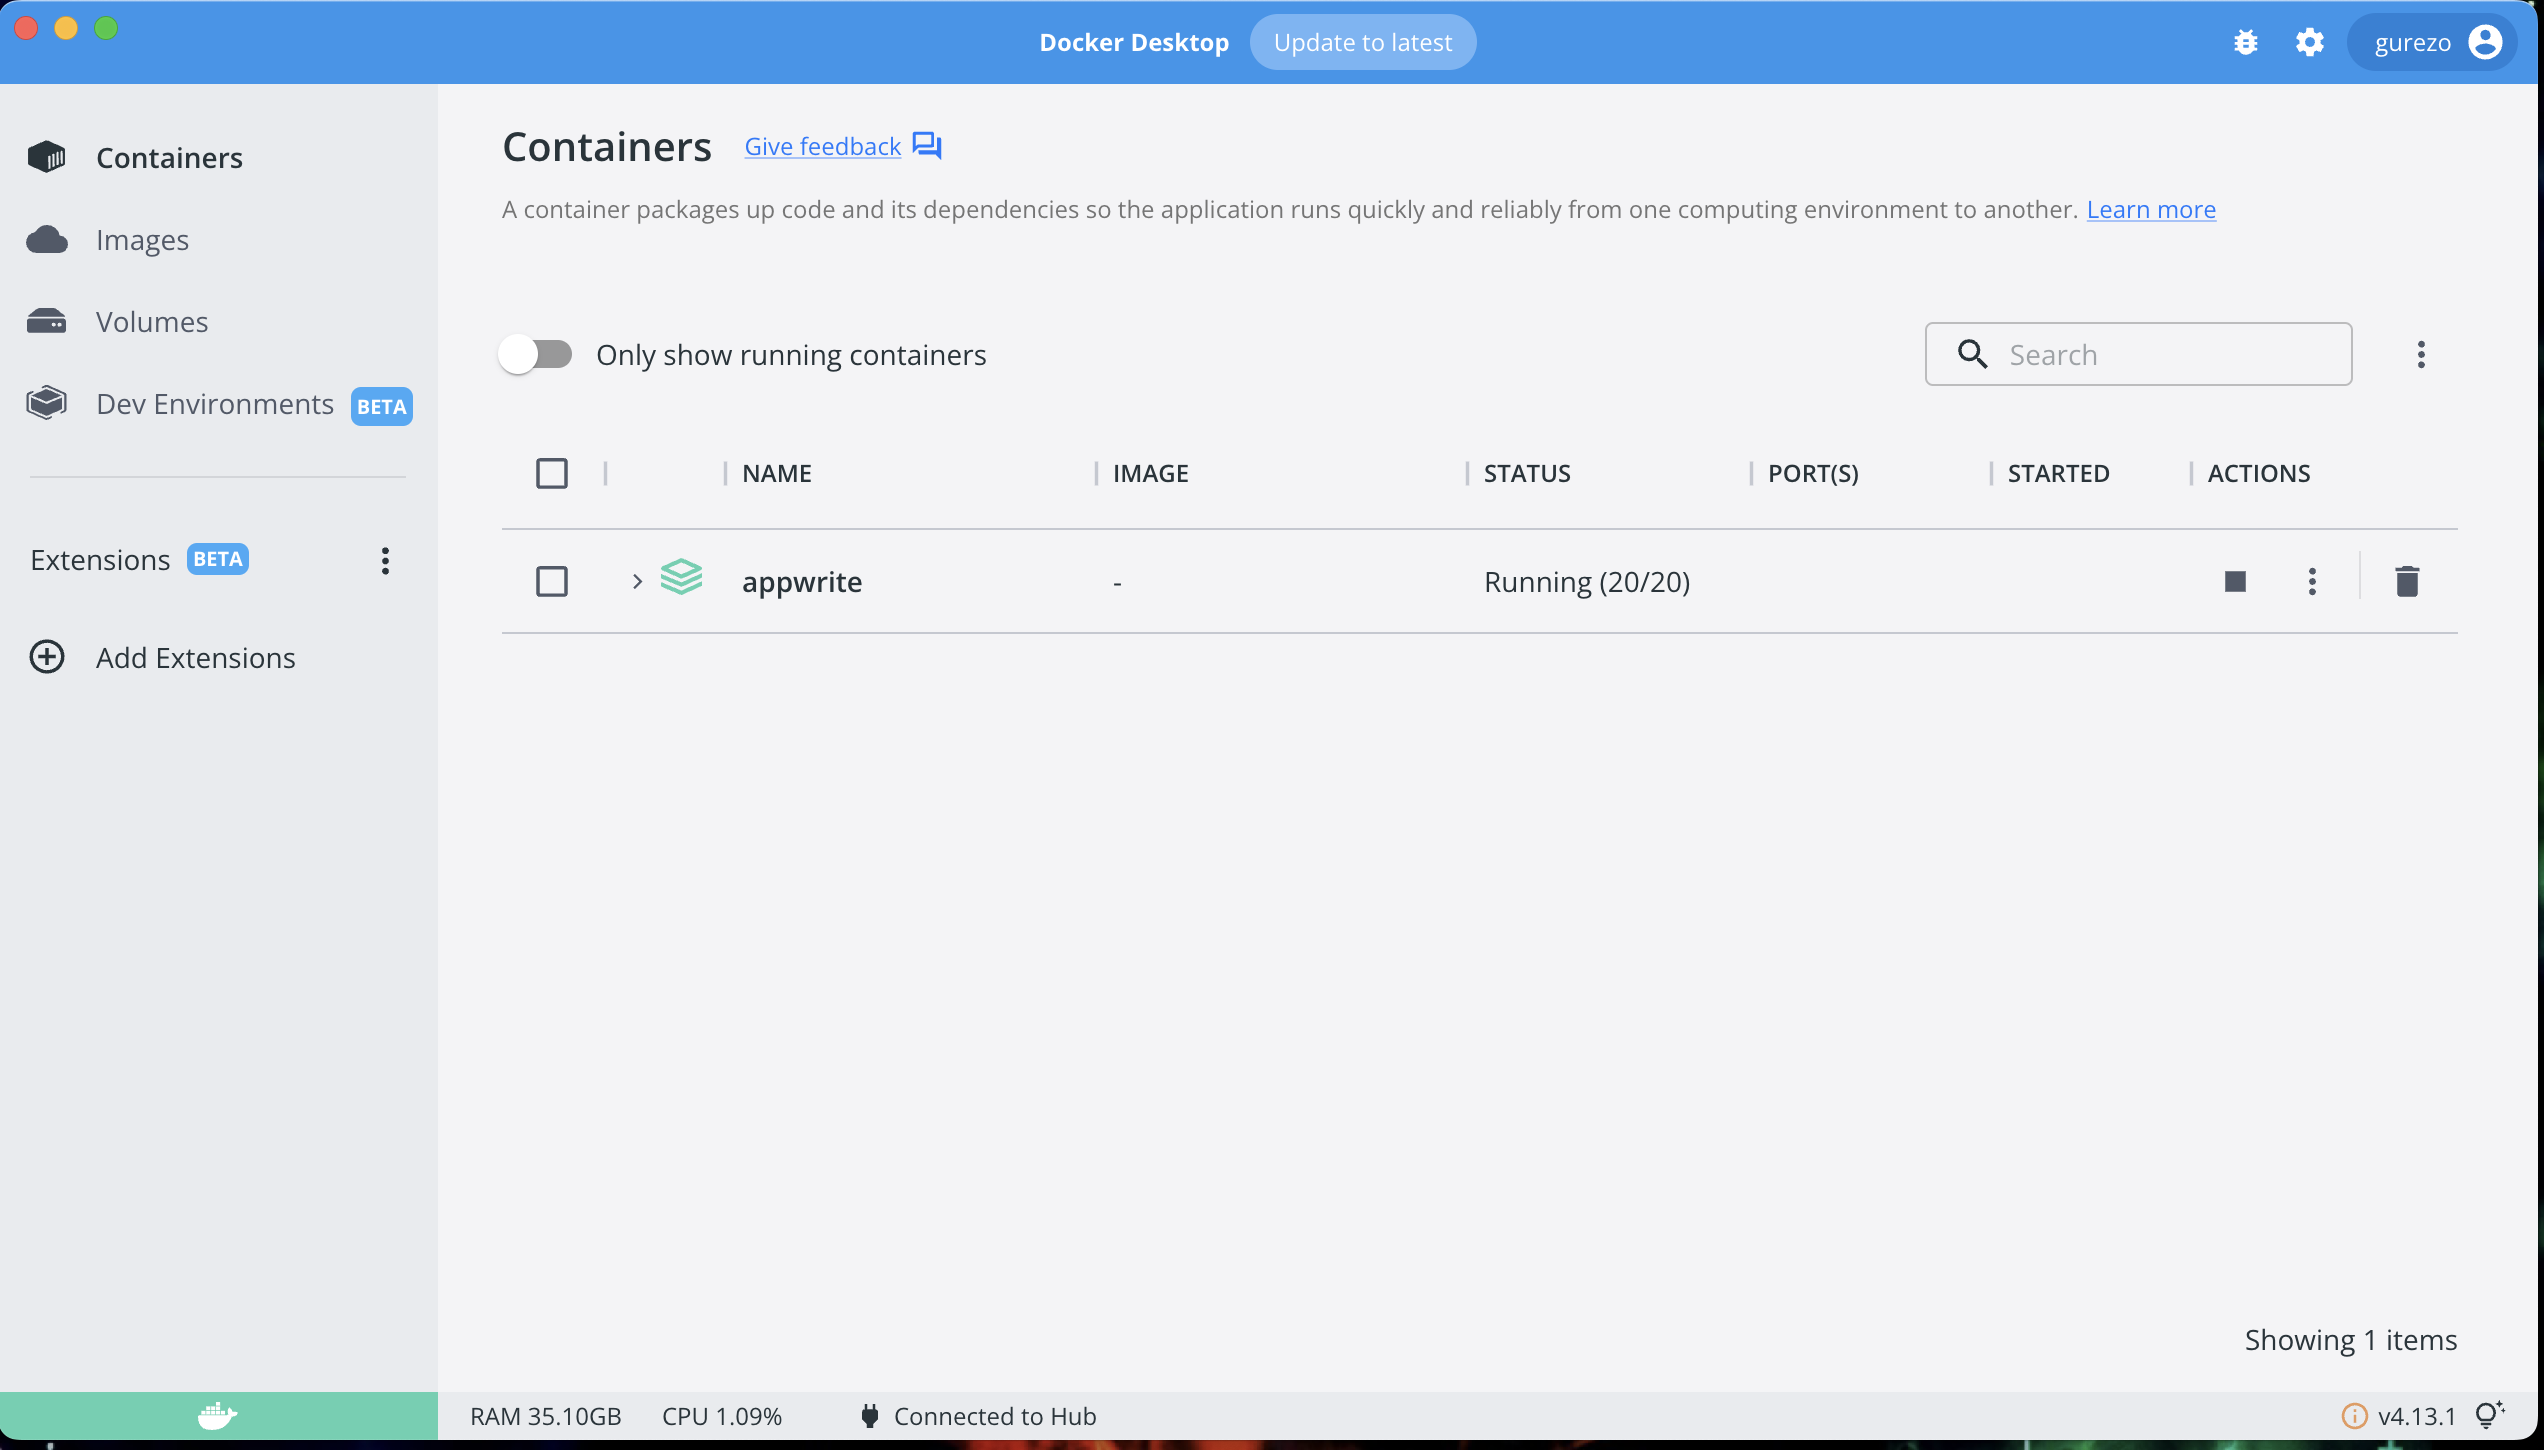 Docker Desktop
Update to latest
gurezo
Containers
Images
Volumes
Dev Environments BETA
Extensions BETA
Add Extensions
Containers
Give feedback
A container packages up code and its dependencies so the application runs quickly and reliably from one computing environment to another. Learn more
Only show running containers
Search
NAME IMAGE STATUS PORT(S) STARTED ACTIONS
appwrite - Running (20/20)
Showing 1 items
RAM 35.10GB CPU 1.09% Connected to Hub v4.13.1